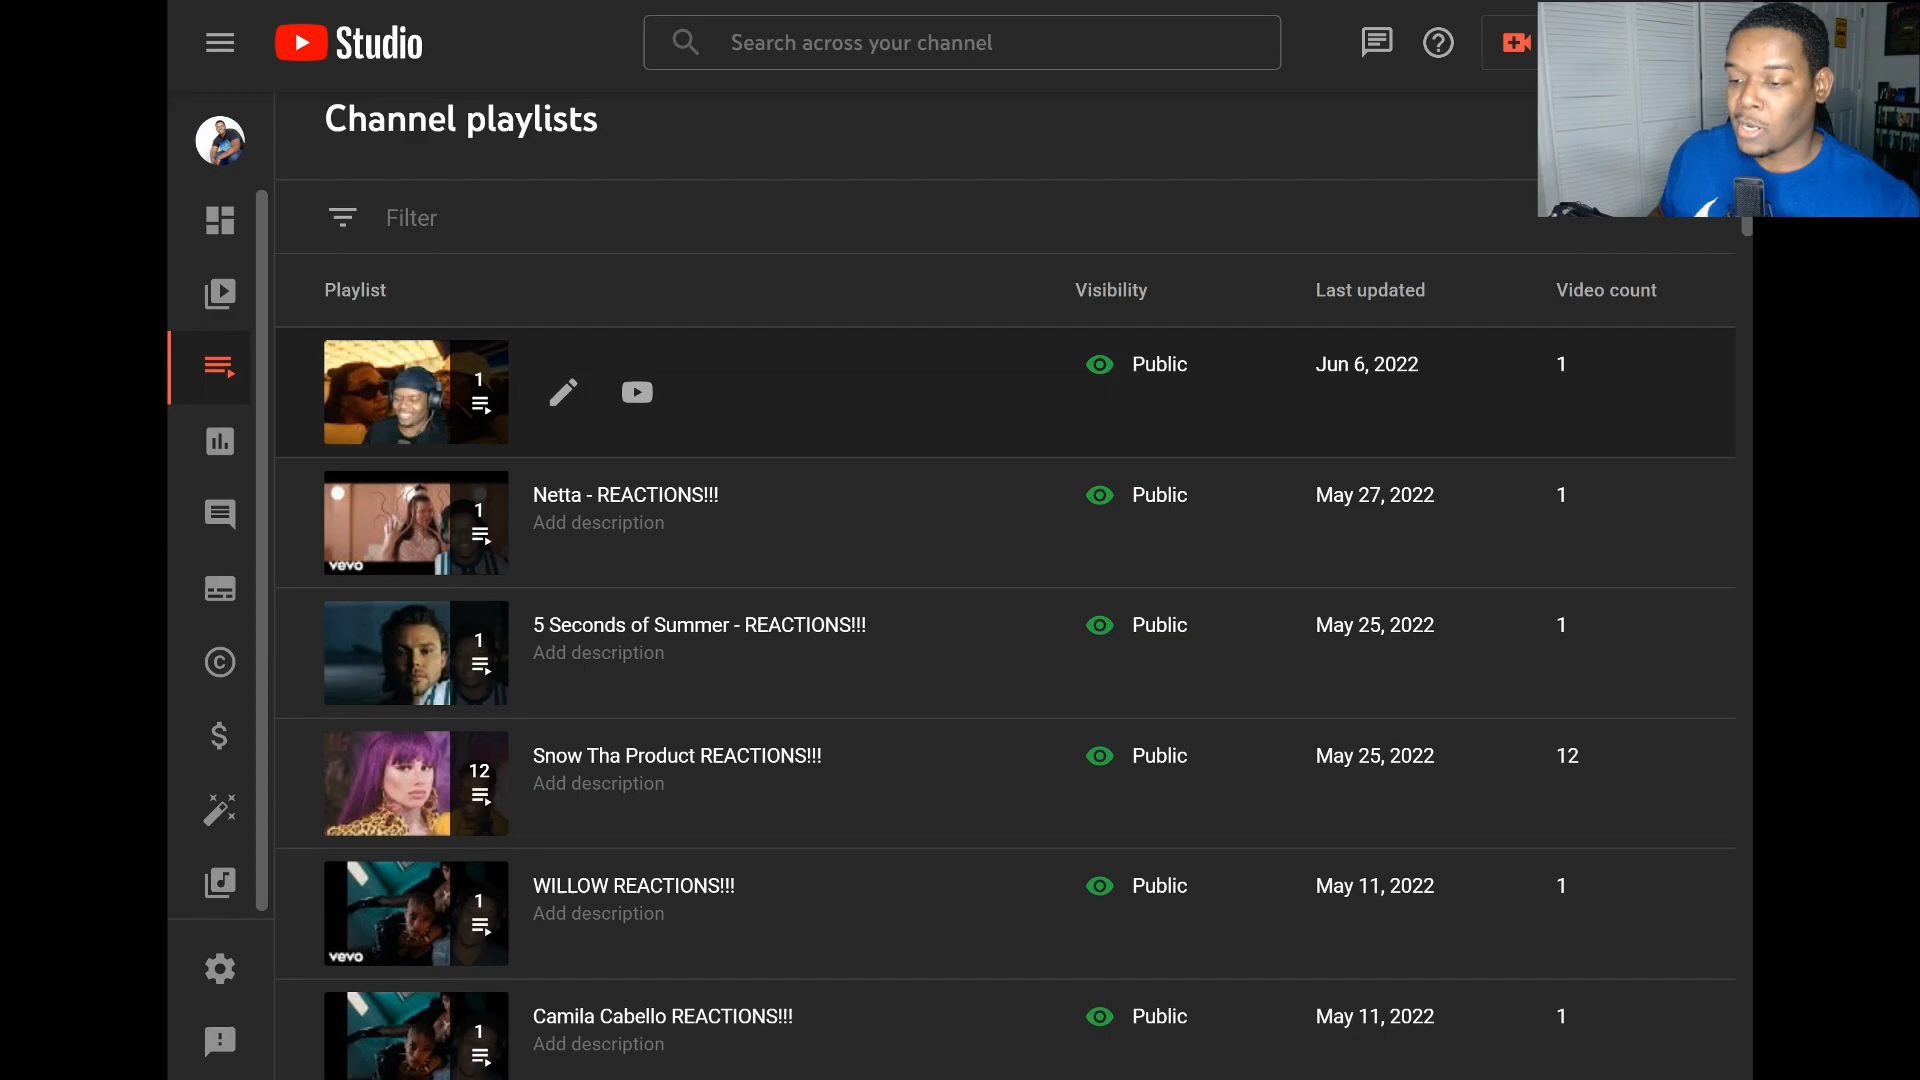 Studio
Search across your channel
Channel playlists
Filter
Playlist
Visibility
Last updated
Video count
1
Public
Jun 6, 2022
1
1
vevo
Netta - REACTIONS!!!
Add description
Public
May 27, 2022
1
1
5 Seconds of Summer - REACTIONS!!!
Add description
Public
May 25, 2022
1
12
Snow Tha Product REACTIONS!!!
Add description
Public
May 25, 2022
12
1
vevo
WILLOW REACTIONS!!!
Add description
Public
May 11, 2022
1
1
Camila Cabello REACTIONS!!!
Add description
Public
May 11, 2022
1